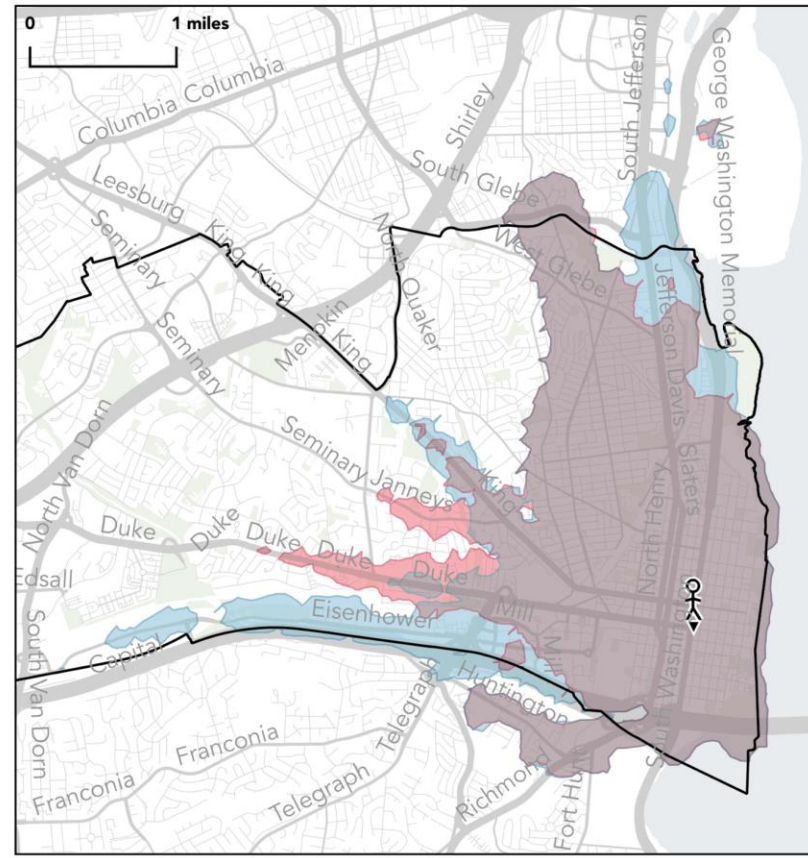 0
1 miles
Columbia
Columbia
Shirley
South Jefferson
George Washington Memorial
Leesburg
South Glebe
Seminary
King
King
North Quaker
West Glebe
Menokin
King
Jefferson Davis
Seminary
Seminary
Janneys
King
Slaters
North Van Dorn
Duke
Duke
Duke
Duke
Duke
North Henry
Edsall
Eisenhower
Mill
Mill
South Washington
Capital
Huntington
Telegraph
South Van Dorn
Franconia
Franconia
Telegraph
Richmond
Fort Hunt